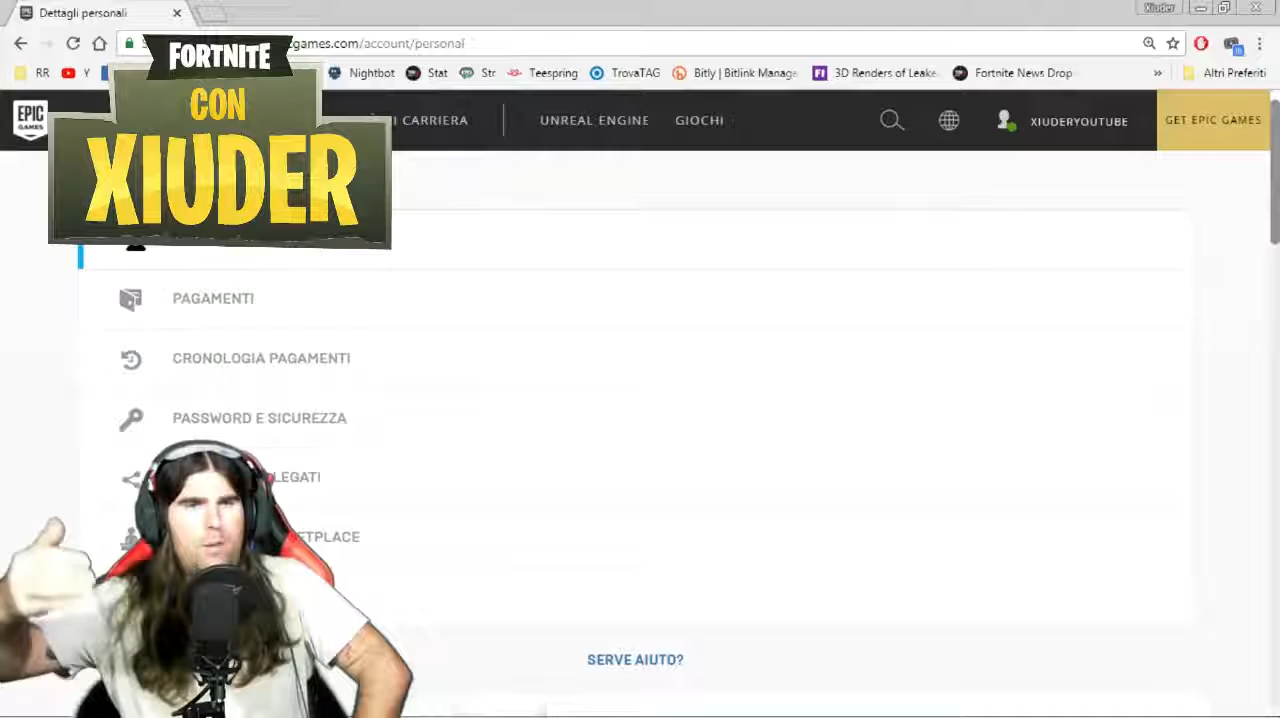 Dettagli personali
Xiuder
games.com/account/personal
RR
Y
Nightbot
Stat
Str
Teespring
TrovaTAG
Bitly | Bitlink Manage
3D Renders of Leake
Fortnite News Drop
»
Altri Preferiti
EPIC
GAMES
I CARRIERA
UNREAL ENGINE
GIOCHI
XIUDERYOUTUBE
GET EPIC GAMES
FORTNITE
CON
XIUDER
PAGAMENTI
CRONOLOGIA PAGAMENTI
PASSWORD E SICUREZZA
LEGATI
ETPLACE
SERVE AIUTO?